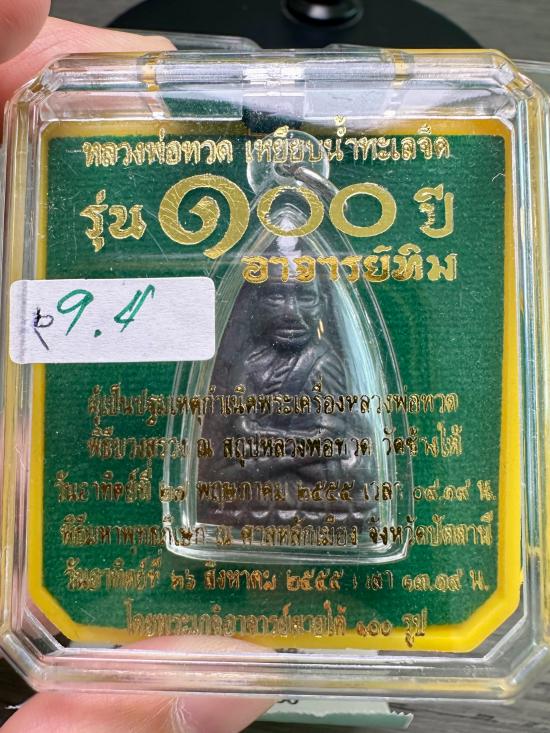 หลวงพ่อทวด เหยียบน้ำทะเลจืด
รุ่น ๑๐๐ ปี
อาจารย์ทิม
9.4
ผู้เป็นปฐมเหตุกำเนิดพระเครื่องหลวงพ่อทวด
พิธีบวงสรวง ณ สถูปหลวงพ่อทวด วัดช้างให้
วันอาทิตย์ที่ ๒๗ พฤษภาคม ๒๕๕๕ เวลา ๐๙.๑๙ น.
พิธีมหาพุทธาภิเษก ณ ศาลหลักเมือง จังหวัดปัตตานี
วันอาทิตย์ที่ ๒๖ สิงหาคม ๒๕๕๕ เวลา ๑๓.๑๙ น.
โดยพระเกจิอาจารย์สายใต้ ๑๐๐ รูป